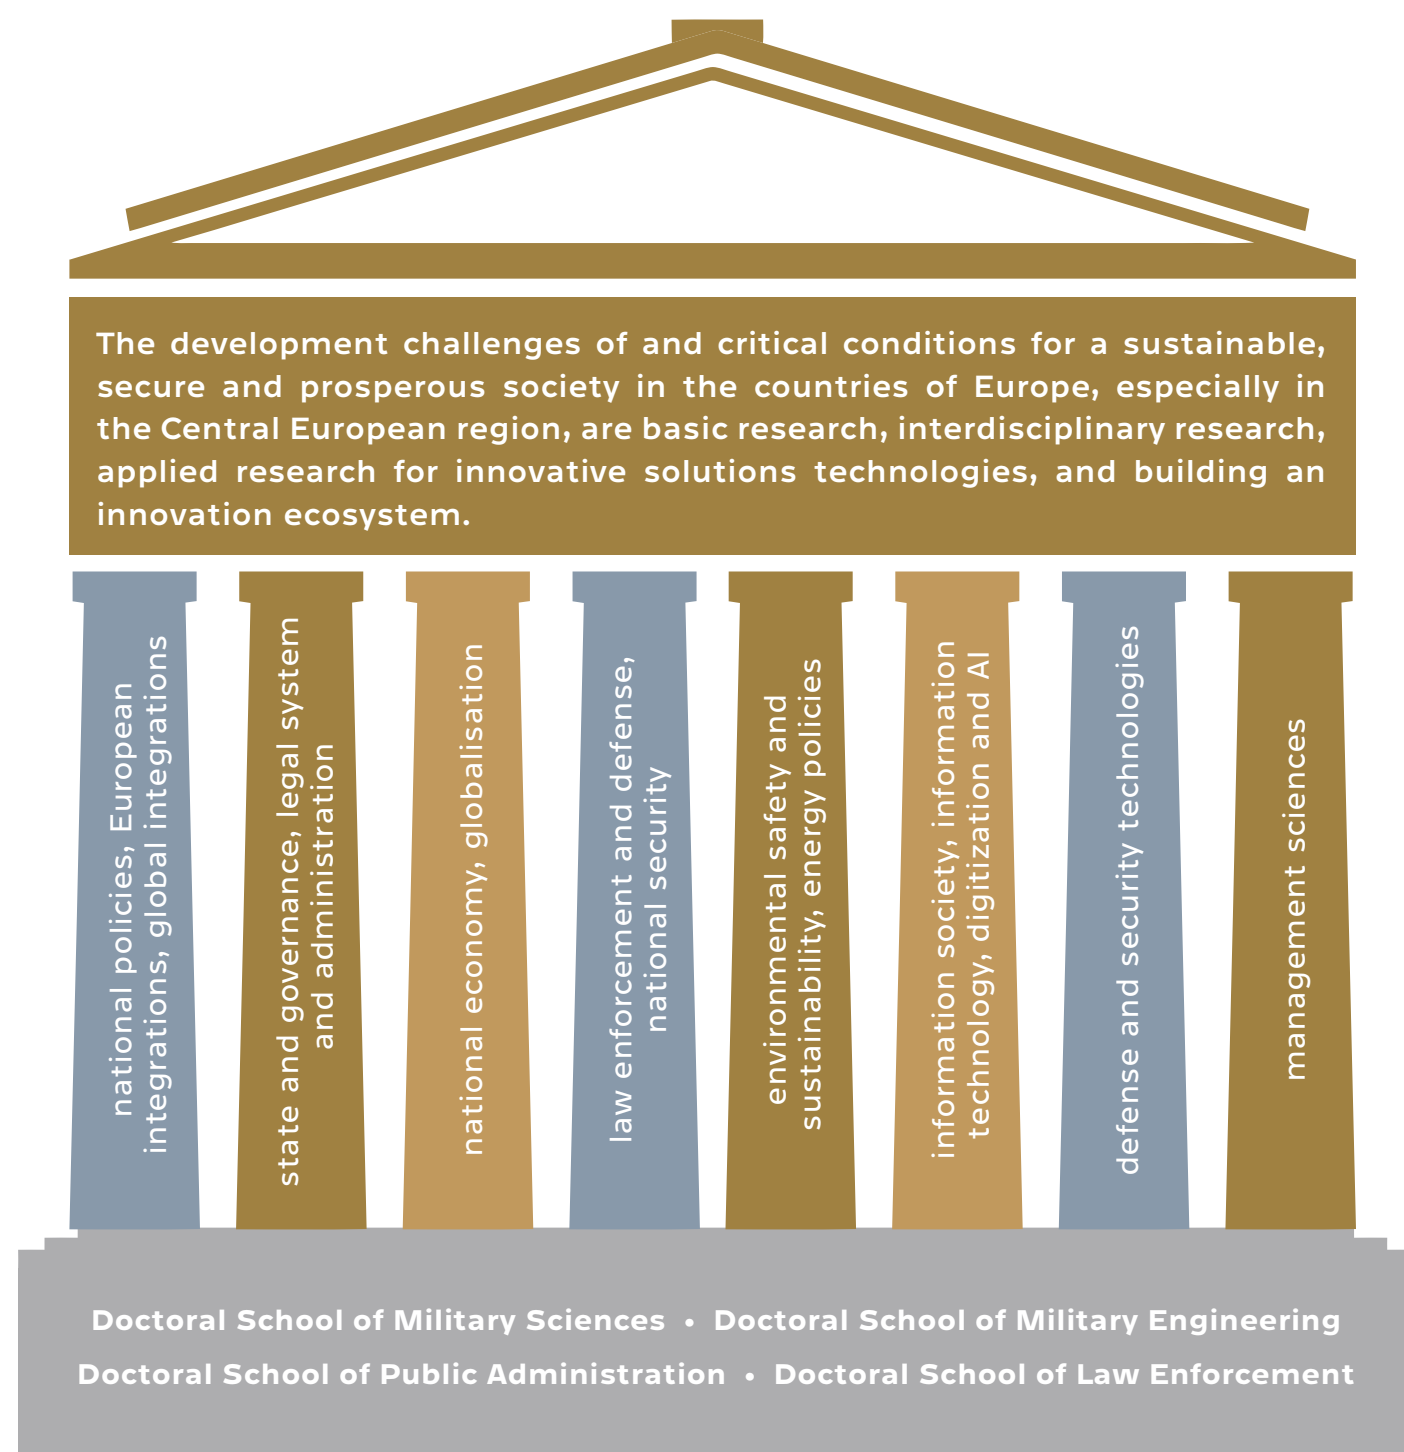 The development challenges of and critical conditions for a sustainable,
secure and prosperous society in the countries of Europe, especially in
the Central European region, are basic research, interdisciplinary research,
applied research for innovative solutions technologies, and building an
innovation ecosystem.
national policies, European
integrations, global integrations
state and governance, legal system
and administration
national economy, globalisation
law enforcement and defense,
national security
environmental safety and
sustainability, energy policies
information society, information
technology, digitization and AI
defense and security technologies
management sciences
Doctoral School of Military Sciences • Doctoral School of Military Engineering
Doctoral School of Public Administration • Doctoral School of Law Enforcement